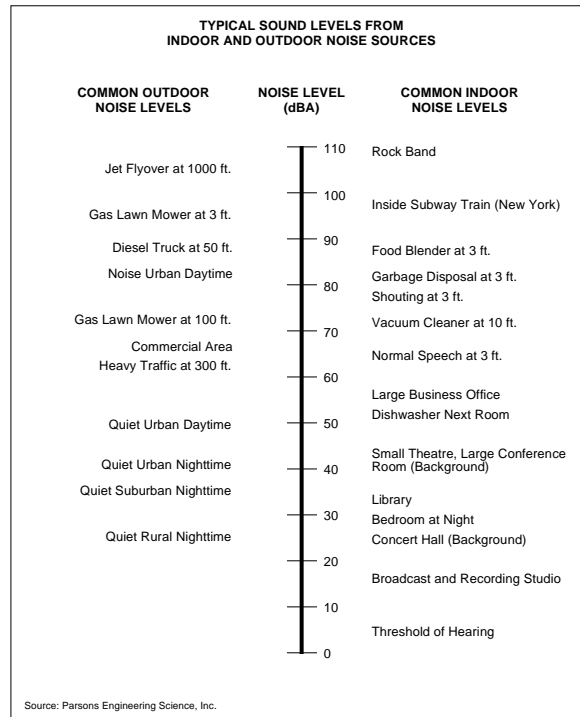 TYPICAL SOUND LEVELS FROM
INDOOR AND OUTDOOR NOISE SOURCES
COMMON OUTDOOR
NOISE LEVELS
NOISE LEVEL
(dBA)
COMMON INDOOR
NOISE LEVELS
110
Rock Band
Jet Flyover at 1000 ft.
100
Inside Subway Train (New York)
Gas Lawn Mower at 3 ft.
90
Diesel Truck at 50 ft.
Food Blender at 3 ft.
Noise Urban Daytime
Garbage Disposal at 3 ft.
80
Shouting at 3 ft.
Gas Lawn Mower at 100 ft.
Vacuum Cleaner at 10 ft.
70
Commercial Area
Normal Speech at 3 ft.
Heavy Traffic at 300 ft.
60
Large Business Office
Dishwasher Next Room
50
Quiet Urban Daytime
Small Theatre, Large Conference
Room (Background)
Quiet Urban Nighttime
40
Quiet Suburban Nighttime
Library
30
Bedroom at Night
Quiet Rural Nighttime
Concert Hall (Background)
20
Broadcast and Recording Studio
10
Threshold of Hearing
0
Source: Parsons Engineering Science, Inc.